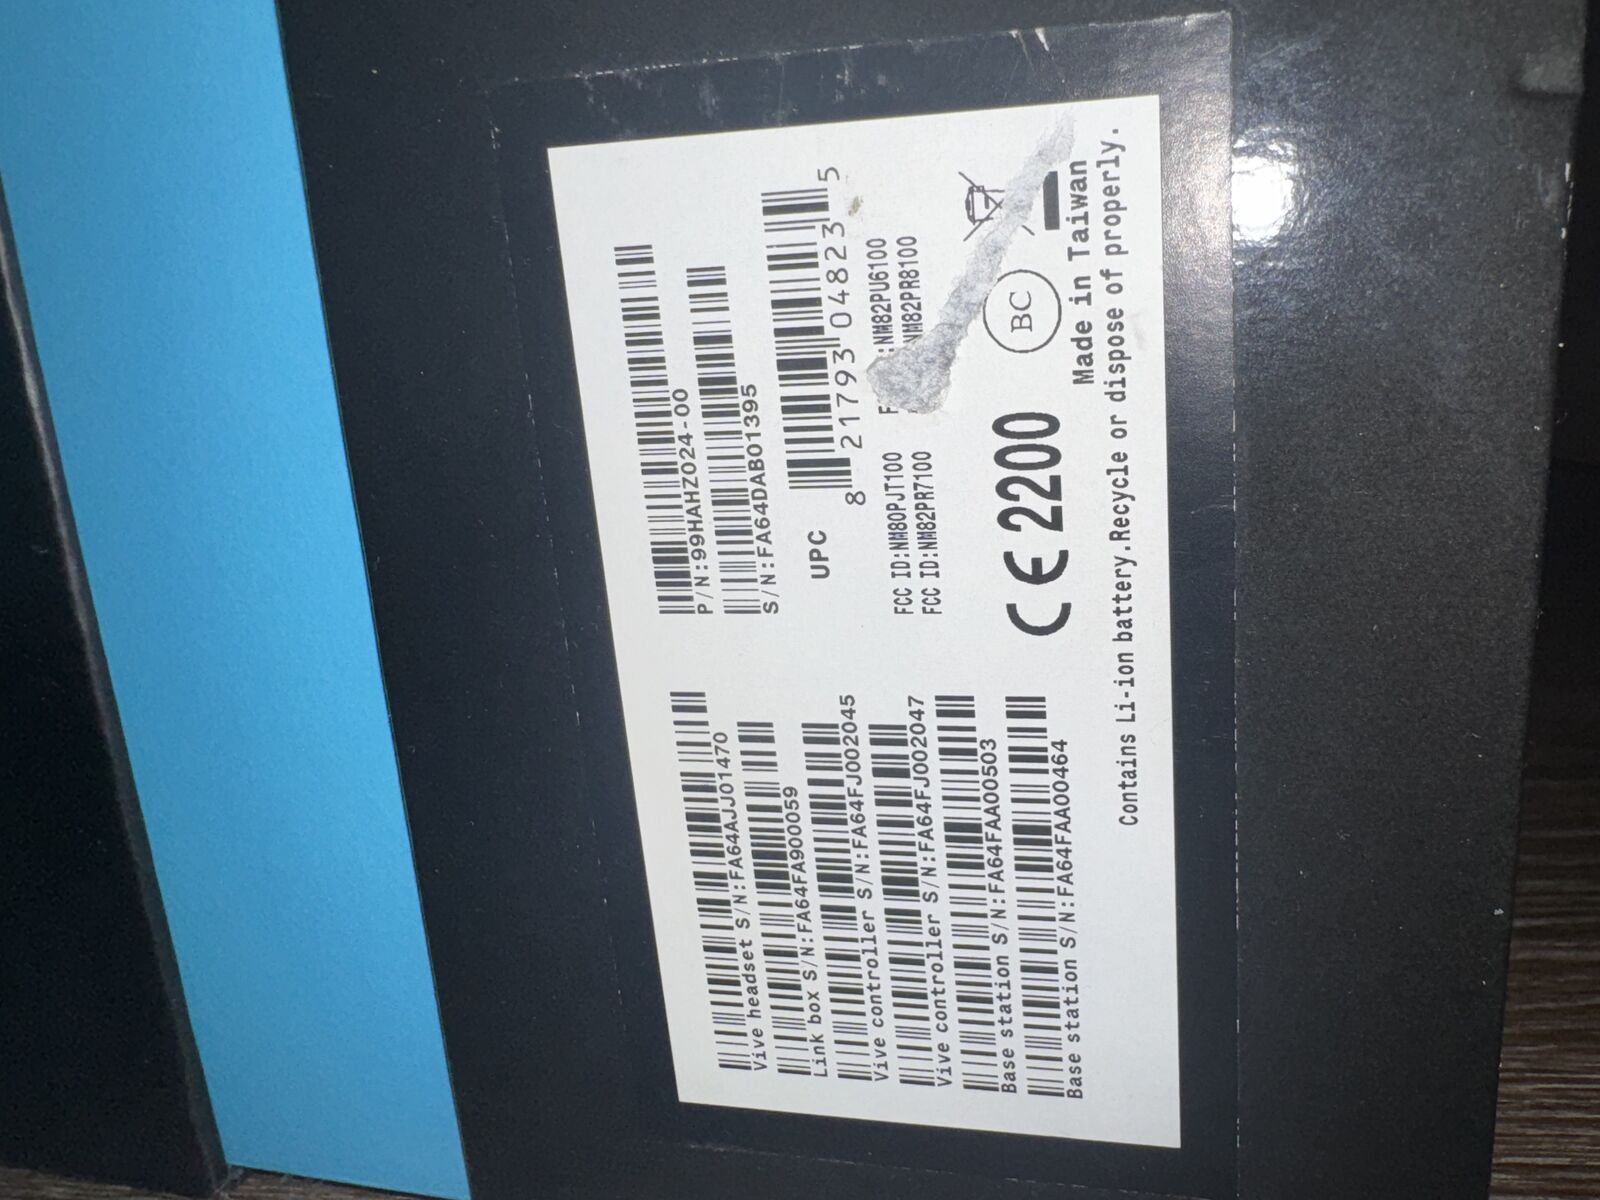 Vive headset S/N:FA64AJJ01470
Link box S/N:FA64FA900059
Vive controller S/N:FA64FJ002045
Vive controller S/N:FA64FJ002047
Base station S/N:FA64FAA00503
Base station S/N:FA64FAA00464
P/N:99HAHZ024-00
S/N:FA64DAB01395
UPC
8 21793 04823 5
FCC ID:NM80PJT100
:NM82PU6100
FCC ID:NM82PR7100
NM82PR8100
CE 2200
BC
Made in Taiwan
Contains Li-ion battery.Recycle or dispose of properly.